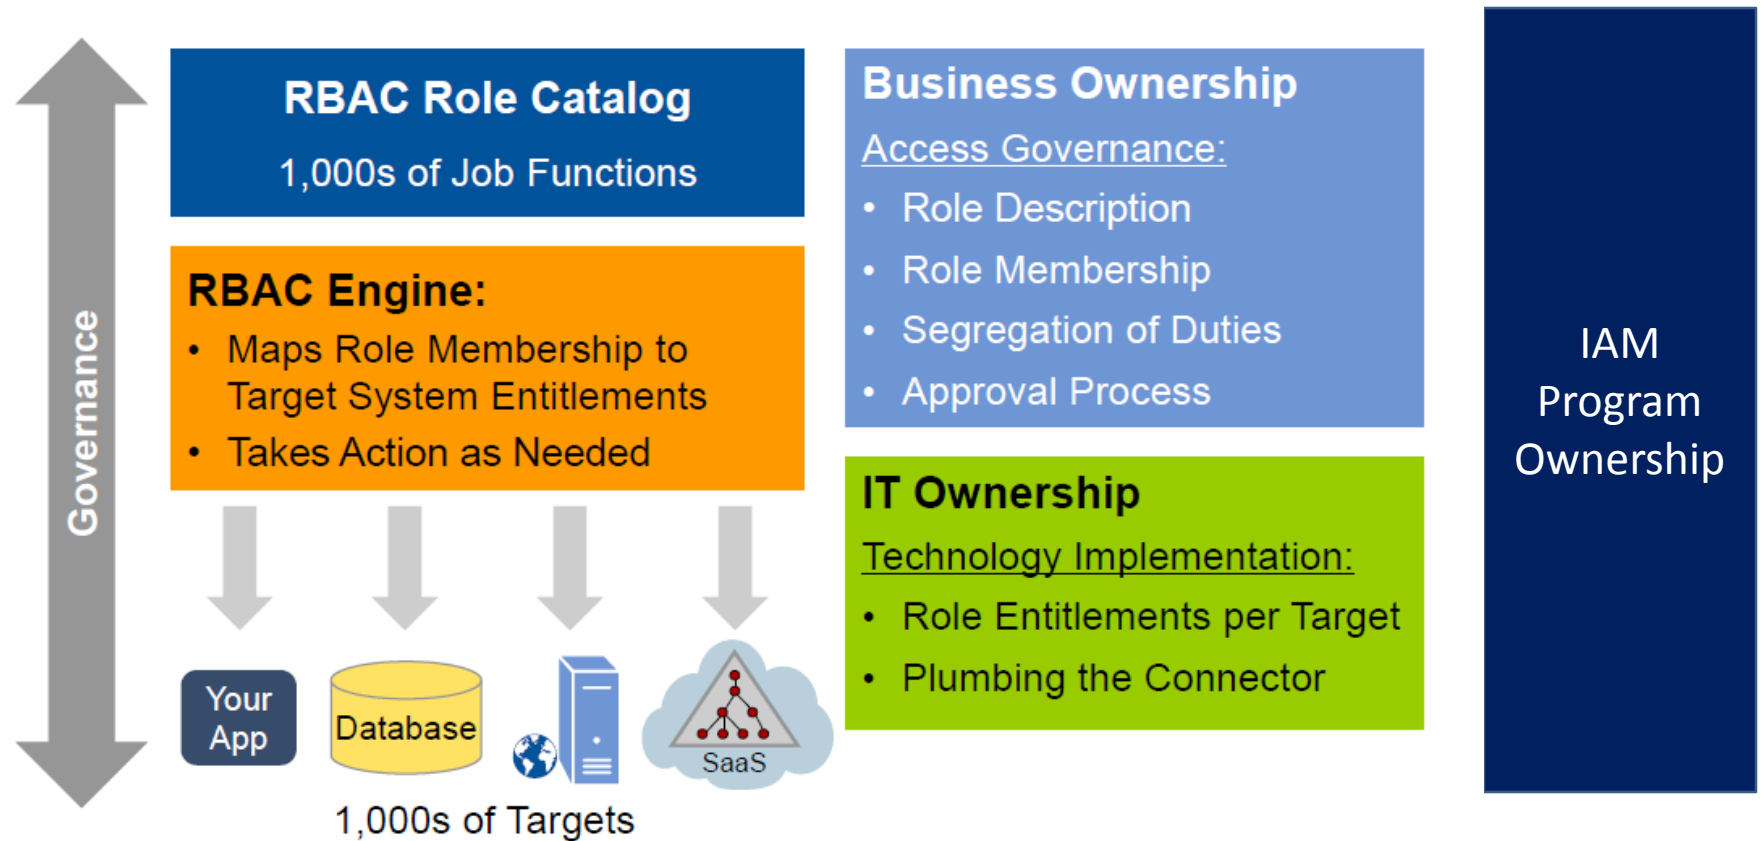 Governance
RBAC Role Catalog
1,000s of Job Functions
RBAC Engine:
• Maps Role Membership to
Target System Entitlements
• Takes Action as Needed
Your
App
Database
SaaS
1,000s of Targets
Business Ownership
Access Governance:
• Role Description
• Role Membership
• Segregation of Duties
• Approval Process
IT Ownership
Technology Implementation:
• Role Entitlements per Target
• Plumbing the Connector
IAM
Program
Ownership